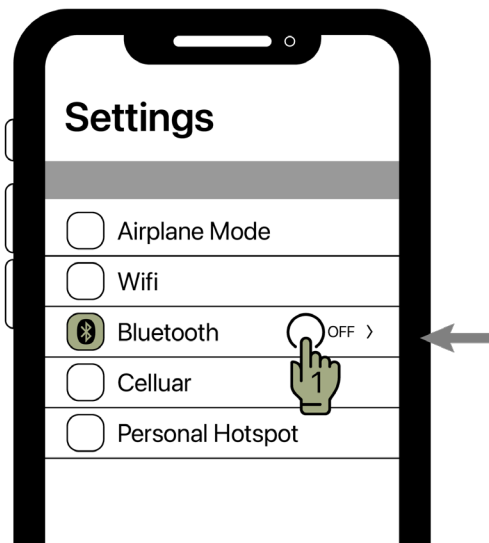 Settings
Airplane Mode
Wifi
Bluetooth OFF >
Celluar
1
Personal Hotspot